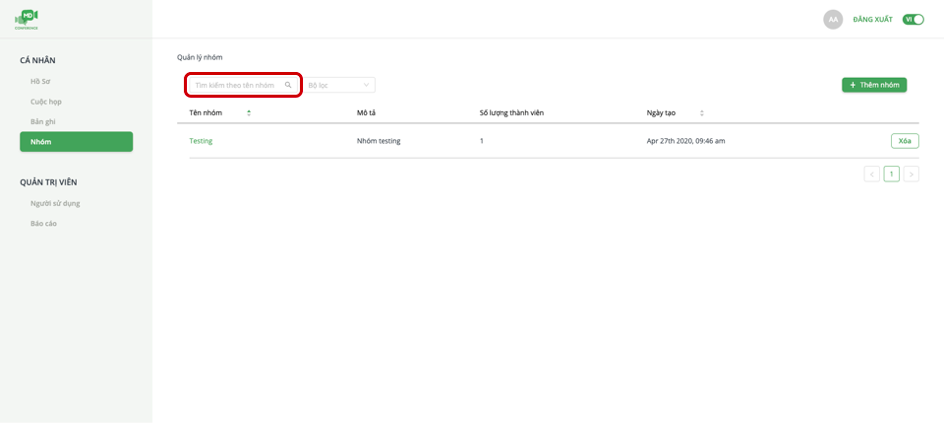 MD
CONFERENCE
AA
ĐĂNG XUẤT
VI
CÁ NHÂN
Hồ Sơ
Cuộc họp
Bản ghi
Nhóm
QUẢN TRỊ VIÊN
Người sử dụng
Báo cáo
Quản lý nhóm
Tìm kiếm theo tên nhóm
Bộ lọc
+ Thêm nhóm
Tên nhóm Mô tả Số lượng thành viên Ngày tạo
Testing Nhóm testing 1 Apr 27th 2020, 09:46 am Xóa
< 1 >